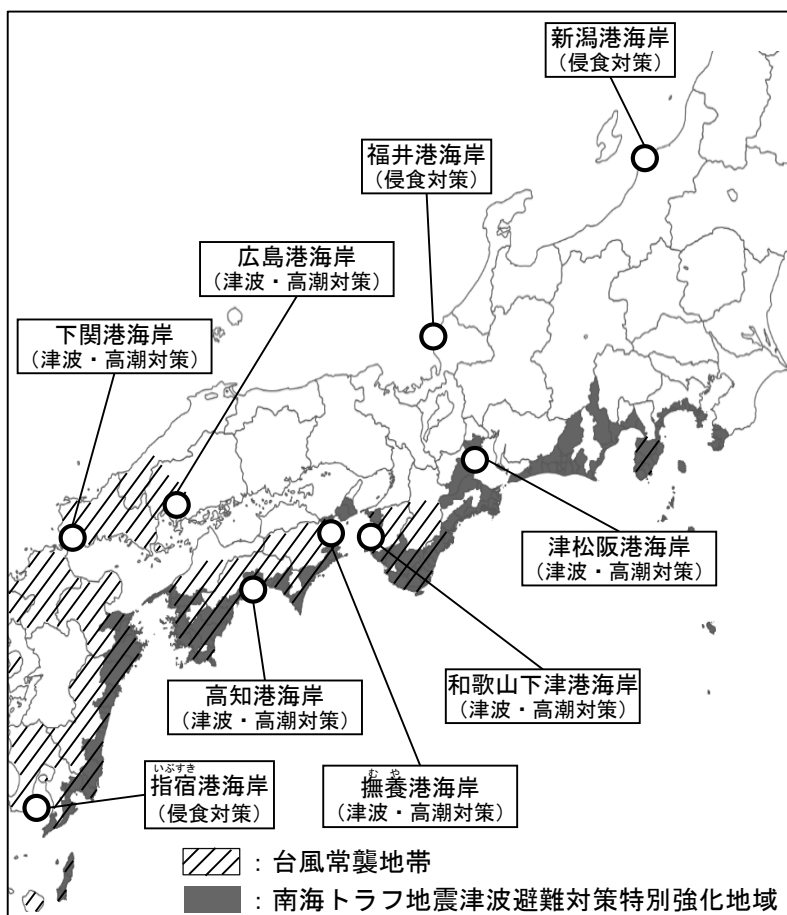 新潟港海岸
（侵食対策）
福井港海岸
（侵食対策）
広島港海岸
（津波・高潮対策）
下関港海岸
（津波・高潮対策）
津松阪港海岸
（津波・高潮対策）
高知港海岸
（津波・高潮対策）
和歌山下津港海岸
（津波・高潮対策）
いぶすき
指宿港海岸
（侵食対策）
むや
撫養港海岸
（津波・高潮対策）
：台風常襲地帯
：南海トラフ地震津波避難対策特別強化地域